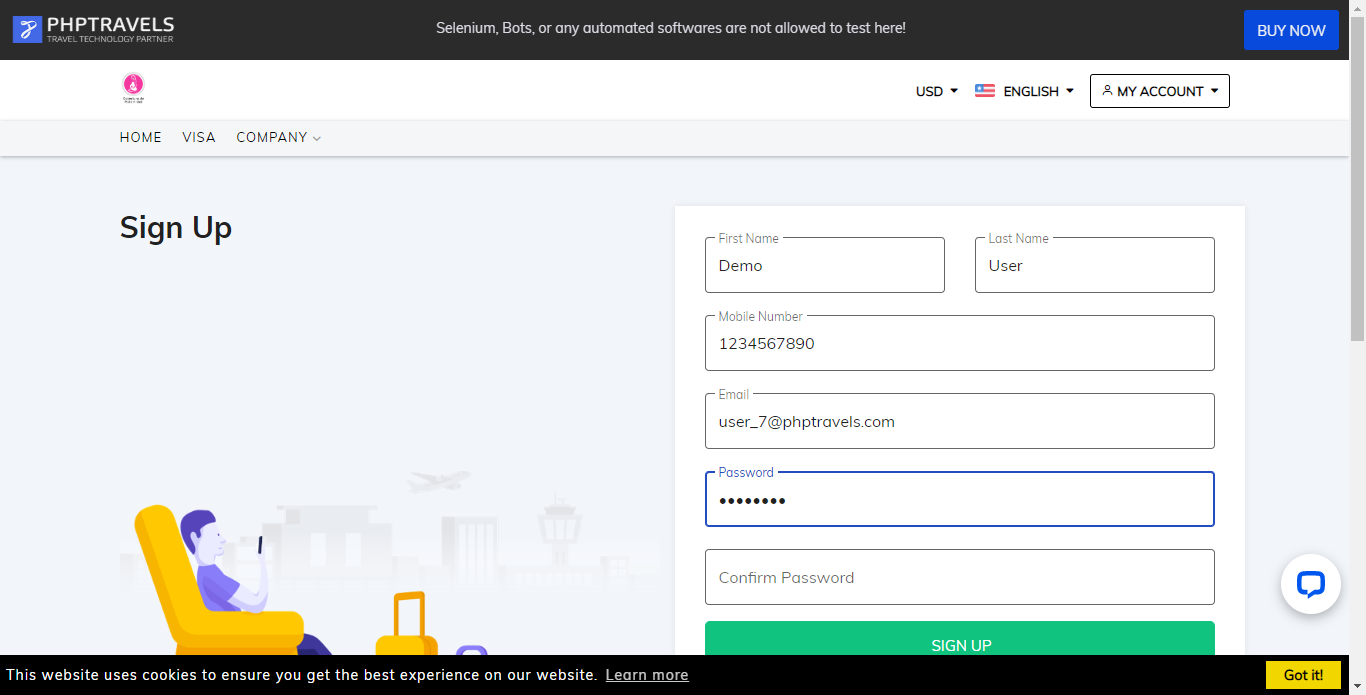 PHPTRAVELS
TRAVEL TECHNOLOGY PARTNER
Selenium, Bots, or any automated softwares are not allowed to test here!
BUY NOW
USD
ENGLISH
MY ACCOUNT
HOME
VISA
COMPANY
Sign Up
First Name
Last Name
Demo
User
Mobile Number
1234567890
Email
user_7@phptravels.com
Password
••••••••
Confirm Password
SIGN UP
This website uses cookies to ensure you get the best experience on our website. Learn more
Got it!